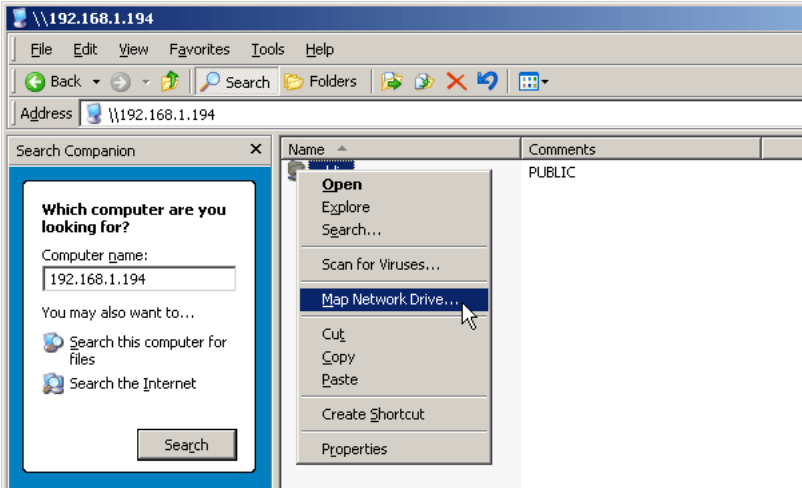 \\192.168.1.194
File Edit View Favorites Tools Help
Back Search Folders
Address \\192.168.1.194
Search Companion X
Name Comments
PUBLIC
Which computer are you
looking for?
Computer name:
192.168.1.194
You may also want to...
Search this computer for
files
Search the Internet
Search
Open
Explore
Search...
Scan for Viruses...
Map Network Drive...
Cut
Copy
Paste
Create Shortcut
Properties